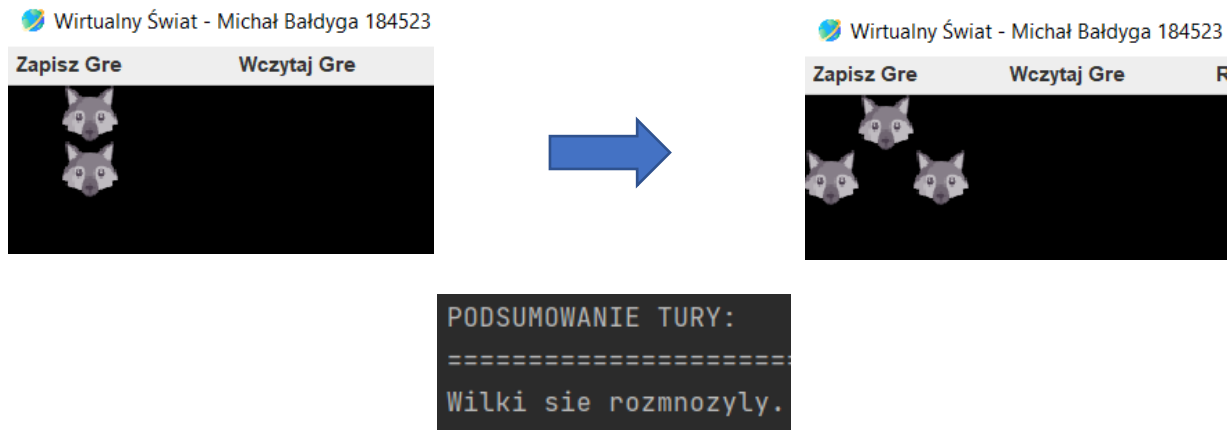 Wirtualny Świat - Michał Bałdyga 184523
Zapisz Gre Wczytaj Gre
Wirtualny Świat - Michał Bałdyga 184523
Zapisz Gre Wczytaj Gre R
PODSUMOWANIE TURY:
=======================
Wilki sie rozmnozyly.